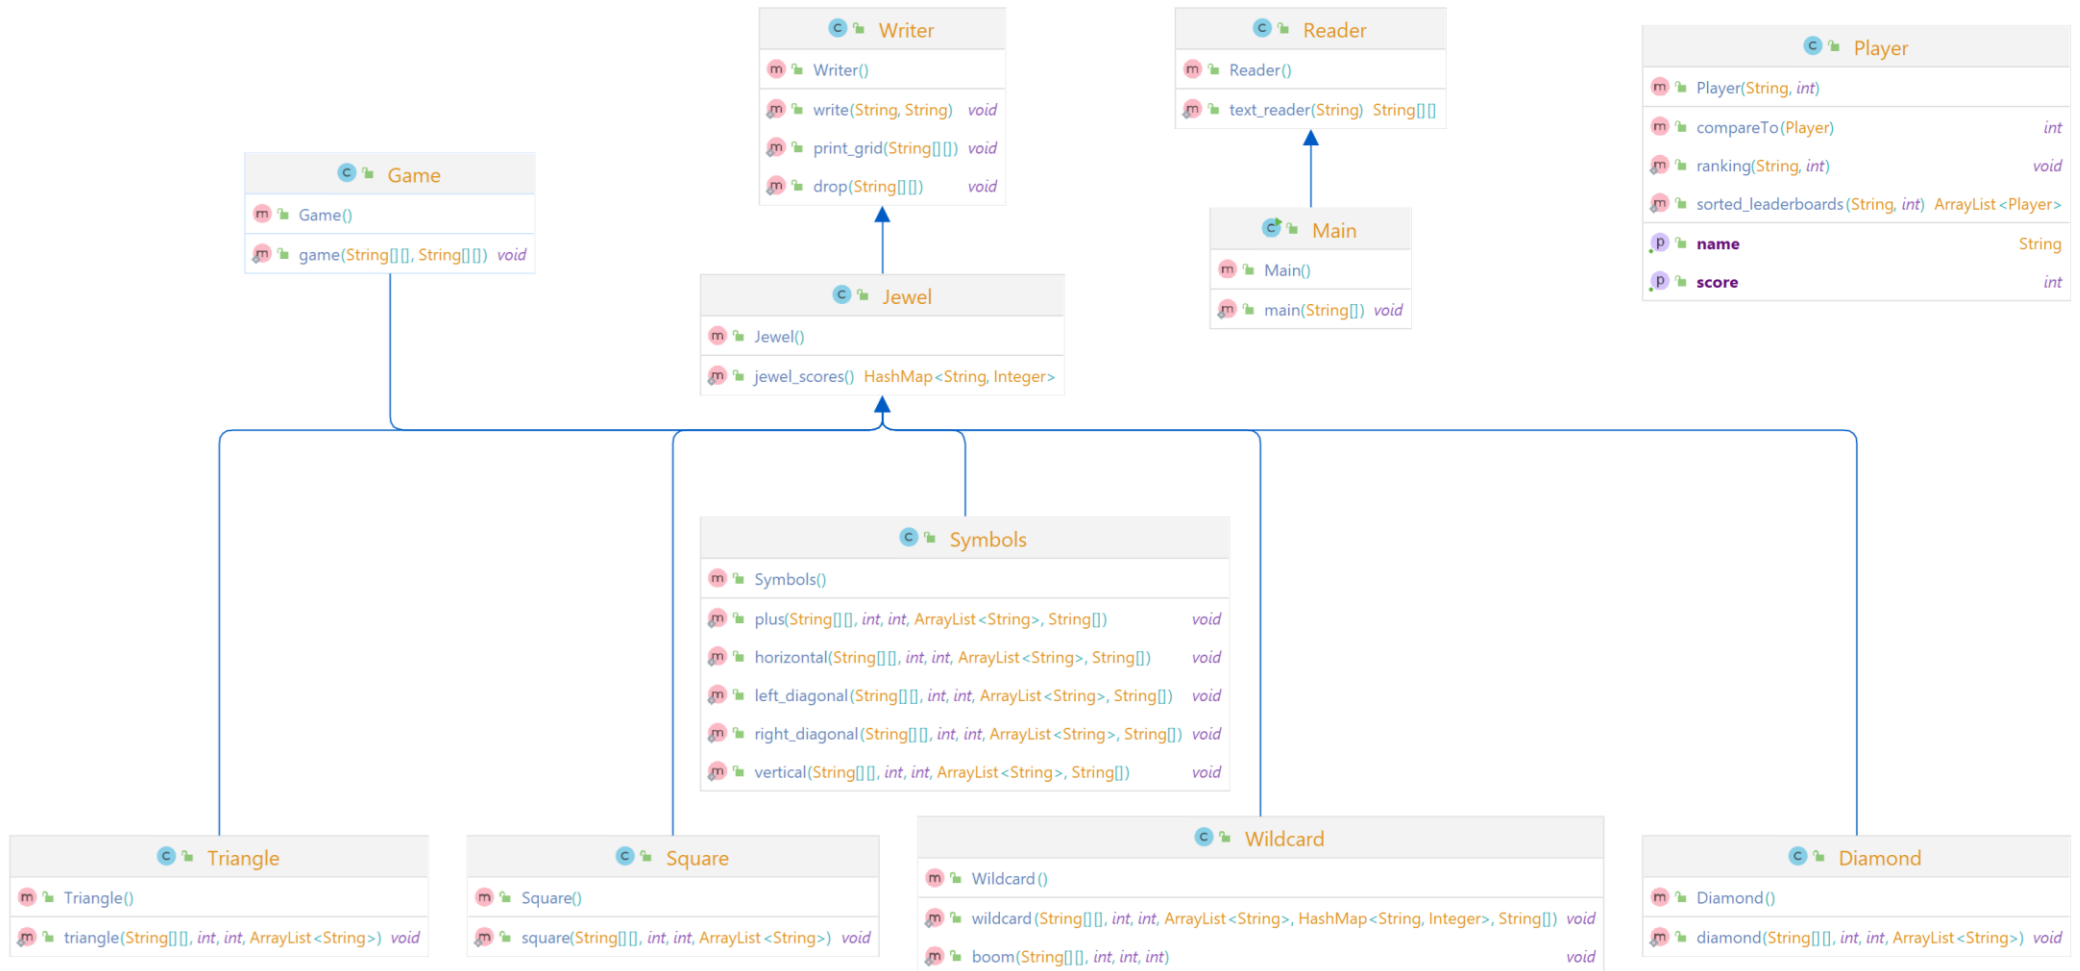 Writer
Writer()
write(String, String) void
print_grid(String[][]) void
drop(String[][]) void
Reader
Reader()
text_reader(String) String[][]
Player
Player(String, int)
compareTo(Player) int
ranking(String, int) void
sorted_leaderboards(String, int) ArrayList<Player>
name String
score int
Game
Game()
game(String[][], String[][]) void
Main
Main()
main(String[]) void
Jewel
Jewel()
jewel_scores() HashMap<String, Integer>
Symbols
Symbols()
plus(String[][], int, int, ArrayList<String>, String[]) void
horizontal(String[][], int, int, ArrayList<String>, String[]) void
left_diagonal(String[][], int, int, ArrayList<String>, String[]) void
right_diagonal(String[][], int, int, ArrayList<String>, String[]) void
vertical(String[][], int, int, ArrayList<String>, String[]) void
Triangle
Triangle()
triangle(String[][], int, int, ArrayList<String>) void
Square
Square()
square(String[][], int, int, ArrayList<String>) void
Wildcard
Wildcard()
wildcard(String[][], int, int, ArrayList<String>, HashMap<String, Integer>, String[]) void
boom(String[][], int, int, int) void
Diamond
Diamond()
diamond(String[][], int, int, ArrayList<String>) void